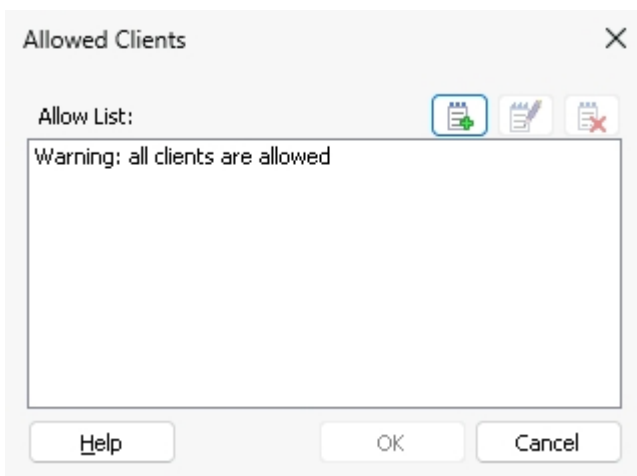 Allowed Clients
Allow List:
Warning: all clients are allowed
Help
OK
Cancel